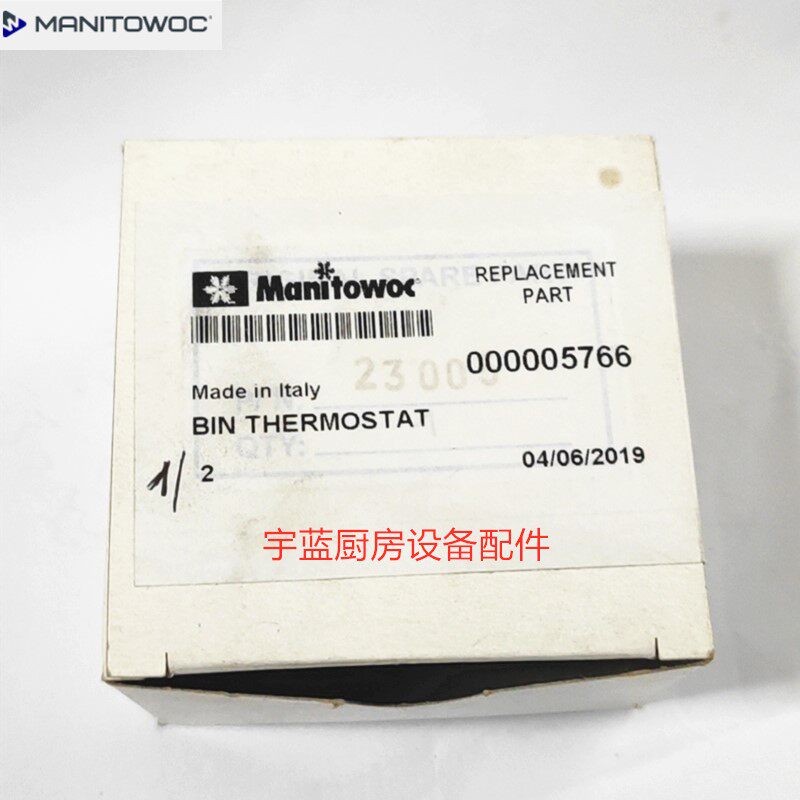 MANITOWOC
Manitowoc
REPLACEMENT
PART
000005766
Made in Italy
BIN THERMOSTAT
QTY:
1/ 2
04/06/2019
宇蓝厨房设备配件